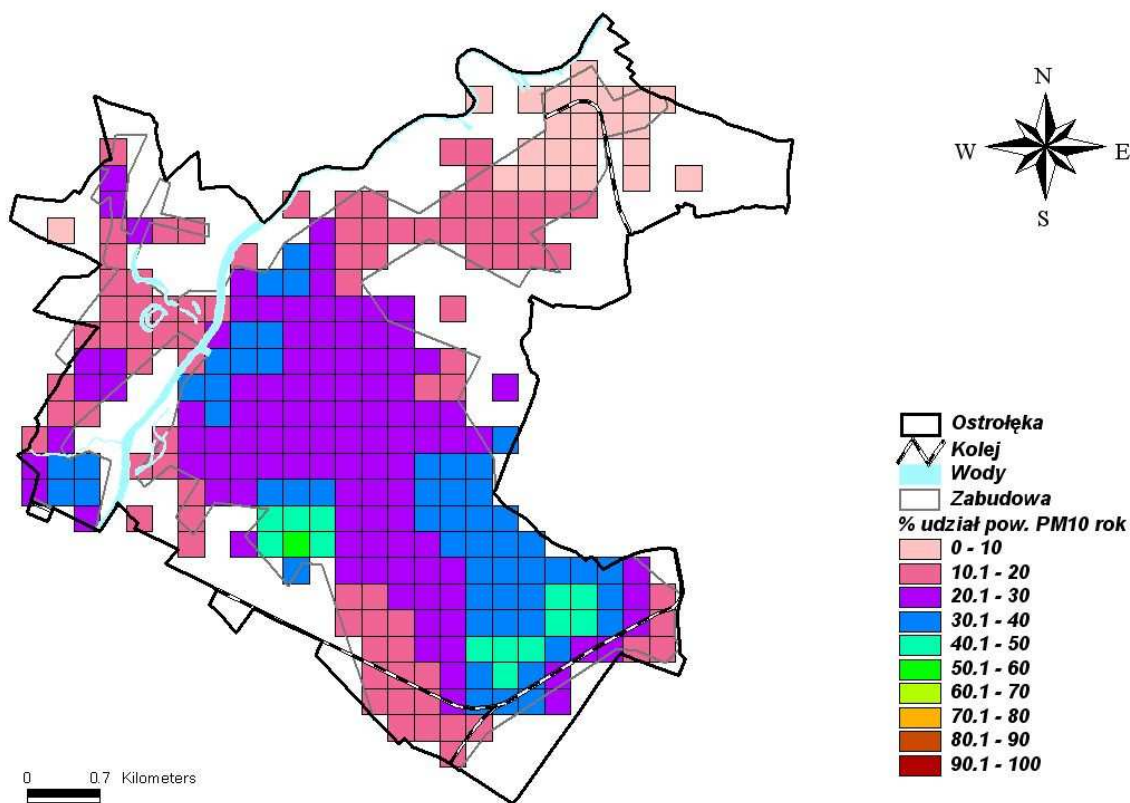 N
W E
S
Ostrołęka
Kolej
Wody
Zabudowa
% udział pow. PM10 rok
0 - 10
10.1 - 20
20.1 - 30
30.1 - 40
40.1 - 50
50.1 - 60
60.1 - 70
70.1 - 80
80.1 - 90
90.1 - 100
0 0.7 Kilometers